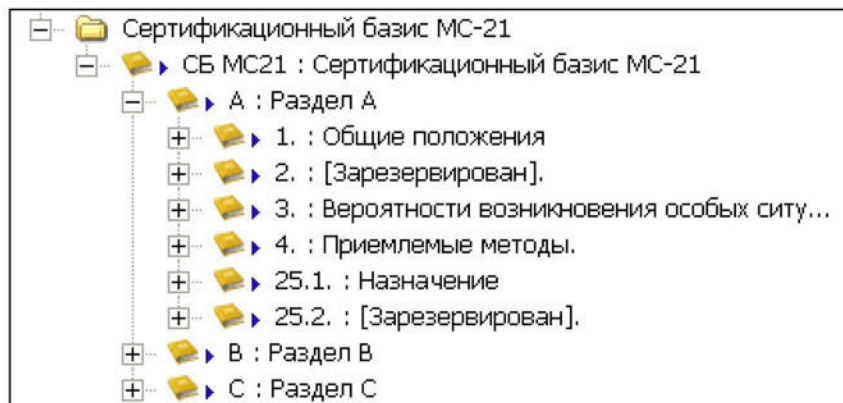 Сертификационный базис МС-21
СБ МС21 : Сертификационный базис МС-21
А : Раздел А
1. : Общие положения
2. : [Зарезервирован].
3. : Вероятности возникновения особых ситу...
4. : Приемлемые методы.
25.1. : Назначение
25.2. : [Зарезервирован].
В : Раздел В
С : Раздел С